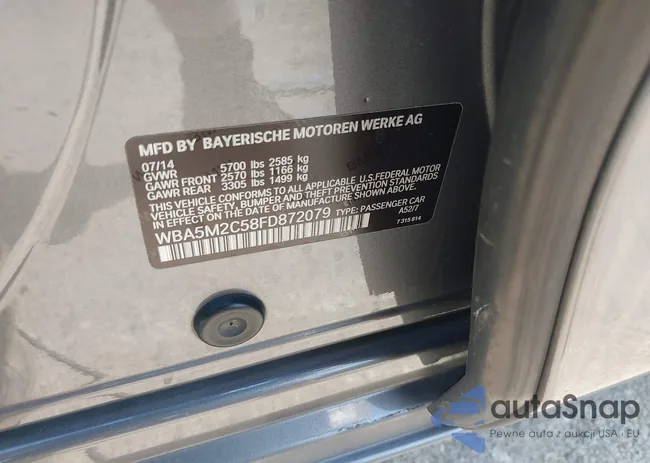 MFD BY BAYERISCHE MOTOREN WERKE AG
07/14
GVWR 5700 lbs 2585 kg
GAWR FRONT 2570 lbs 1166 kg
GAWR REAR 3305 lbs 1499 kg
THIS VEHICLE CONFORMS TO ALL APPLICABLE U.S.FEDERAL MOTOR
VEHICLE SAFETY, BUMPER AND THEFT PREVENTION STANDARDS
IN EFFECT ON THE DATE OF MANUFACTURE SHOWN ABOVE.
WBA5M2C58FD872079 TYPE: PASSENGER CAR
A52/7
7 315 814
autaSnap
Pewne auta z aukcji USA i EU